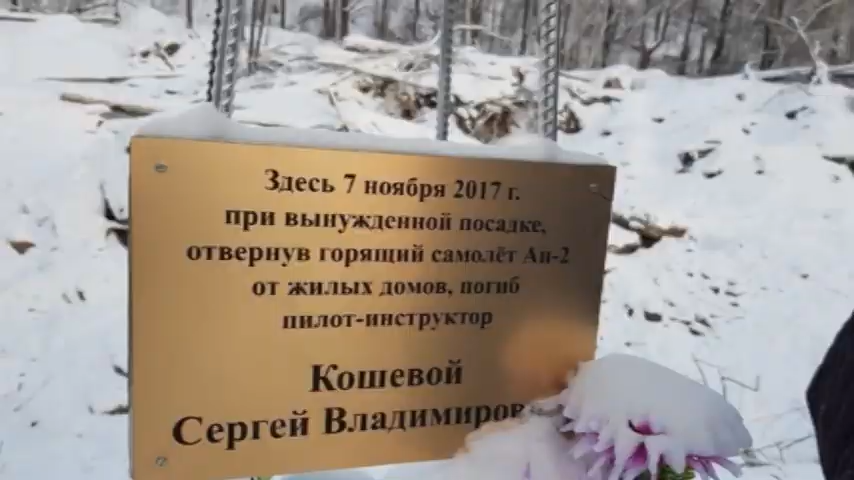 Здесь 7 ноября 2017 г.
при вынужденной посадке,
отвернув горящий самолёт Ан-2
от жилых домов, погиб
пилот-инструктор
Кошевой
Сергей Владимиров